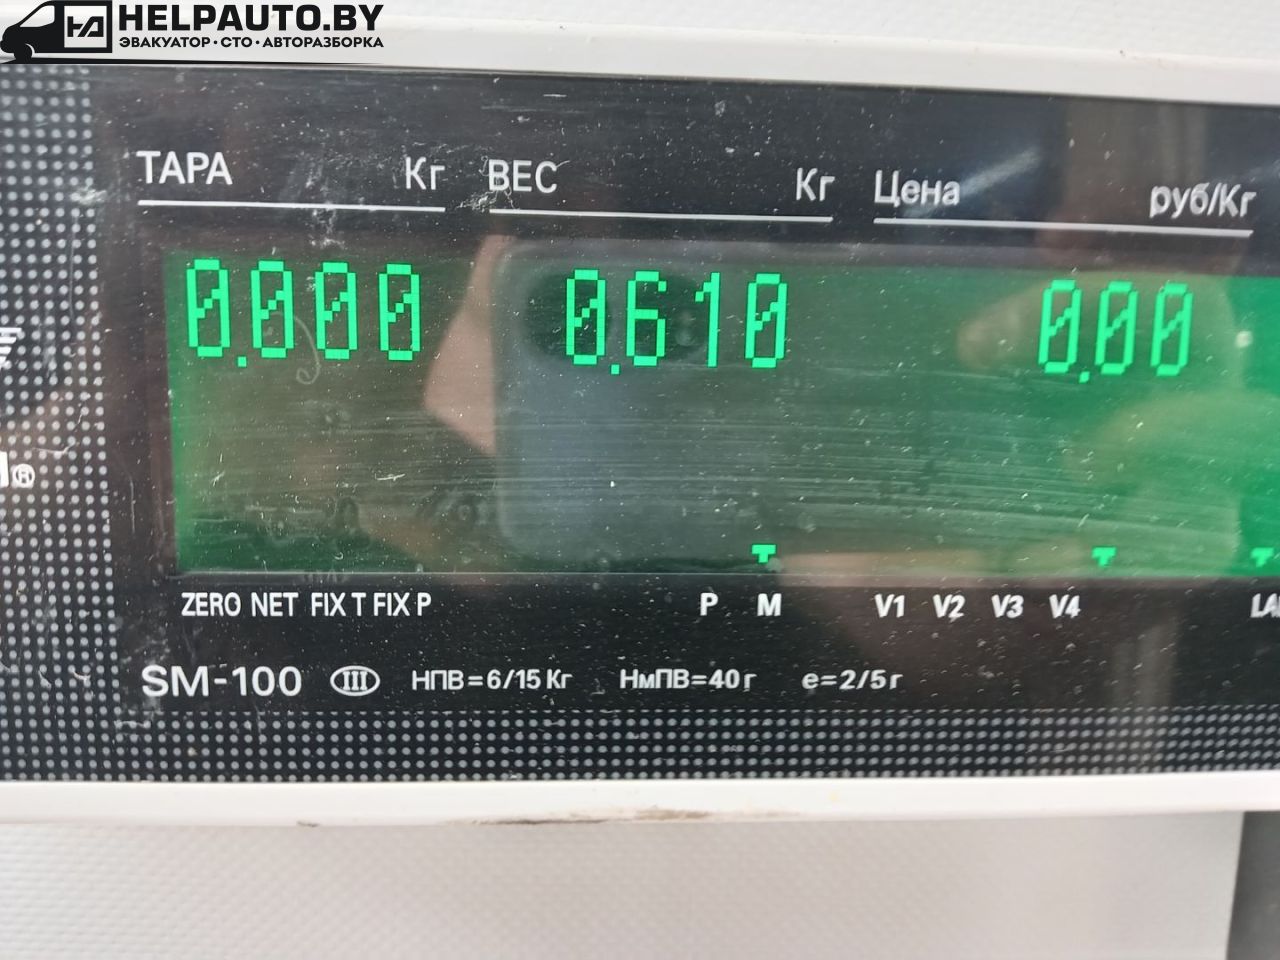 HELPAUTO.BY
ЭВАКУАТОР·СТО·АВТОРАЗБОРКА
ТАРА Кг ВЕС Кг Цена руб/Кг
0.000 0.610 0.00
®
ZERO NET FIX T FIX P P M V1 V2 V3 V4
SM-100 III НПВ=6/15 Кг НмПВ=40 г e=2/5 г